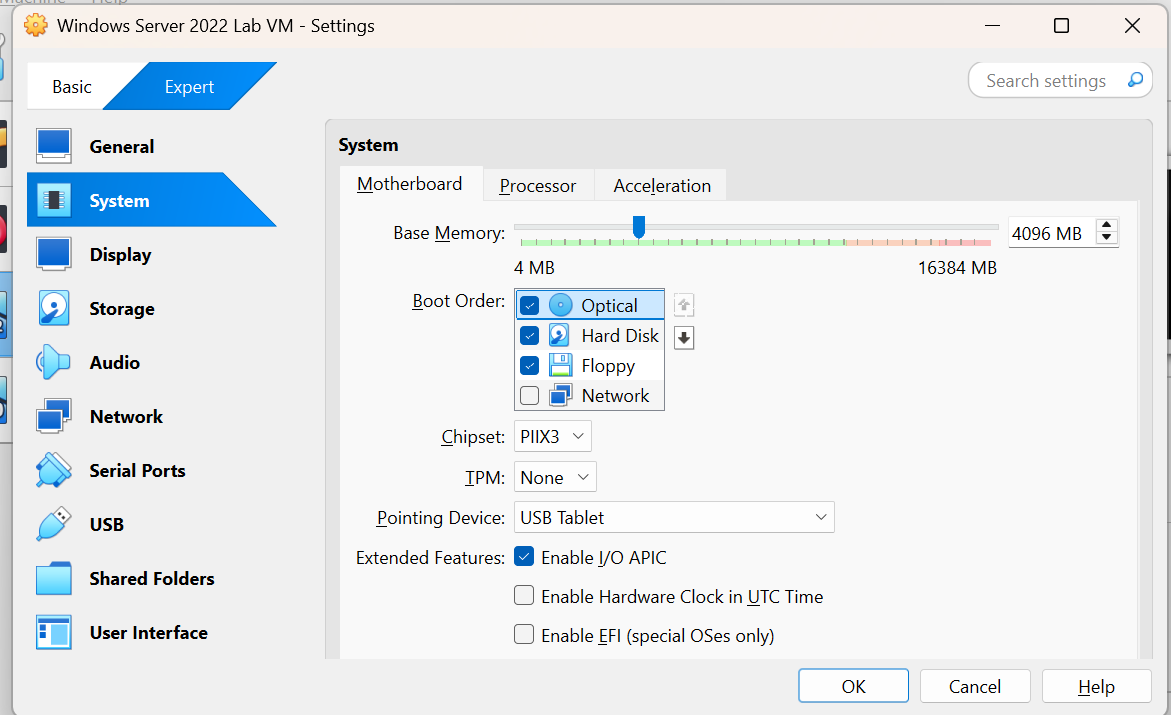 Windows Server 2022 Lab VM - Settings
Basic
Expert
Search settings
General
System
Display
Storage
Audio
Network
Serial Ports
USB
Shared Folders
User Interface
System
Motherboard
Processor
Acceleration
Base Memory:
4096 MB
4 MB
16384 MB
Boot Order:
Optical
Hard Disk
Floppy
Network
Chipset:
PIIX3
TPM:
None
Pointing Device:
USB Tablet
Extended Features:
Enable I/O APIC
Enable Hardware Clock in UTC Time
Enable EFI (special OSes only)
OK
Cancel
Help